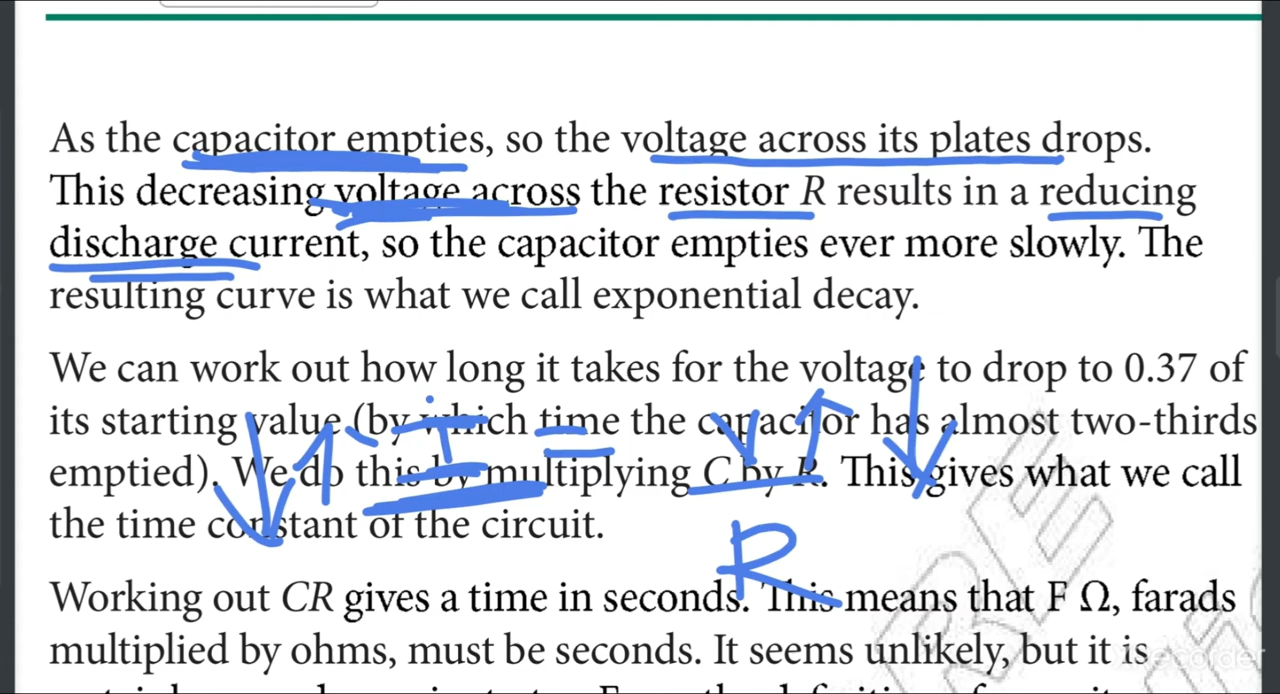 As the capacitor empties, so the voltage across its plates drops.
This decreasing voltage across the resistor R results in a reducing
discharge current, so the capacitor empties ever more slowly. The
resulting curve is what we call exponential decay.
We can work out how long it takes for the voltage to drop to 0.37 of
its starting value (by which time the capacitor has almost two-thirds
emptied). We do this by multiplying C by R. This gives what we call
the time constant of the circuit.
I = V
R
Working out CR gives a time in seconds. This means that F Ω, farads
multiplied by ohms, must be seconds. It seems unlikely, but it is